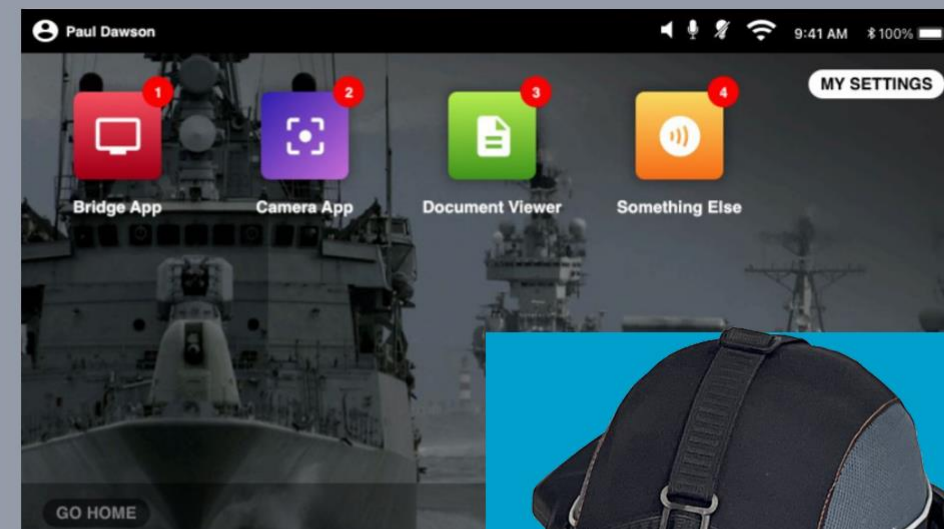 Paul Dawson
9:41 AM 100%
MY SETTINGS
1 2 3 4
Bridge App Camera App Document Viewer Something Else
GO HOME